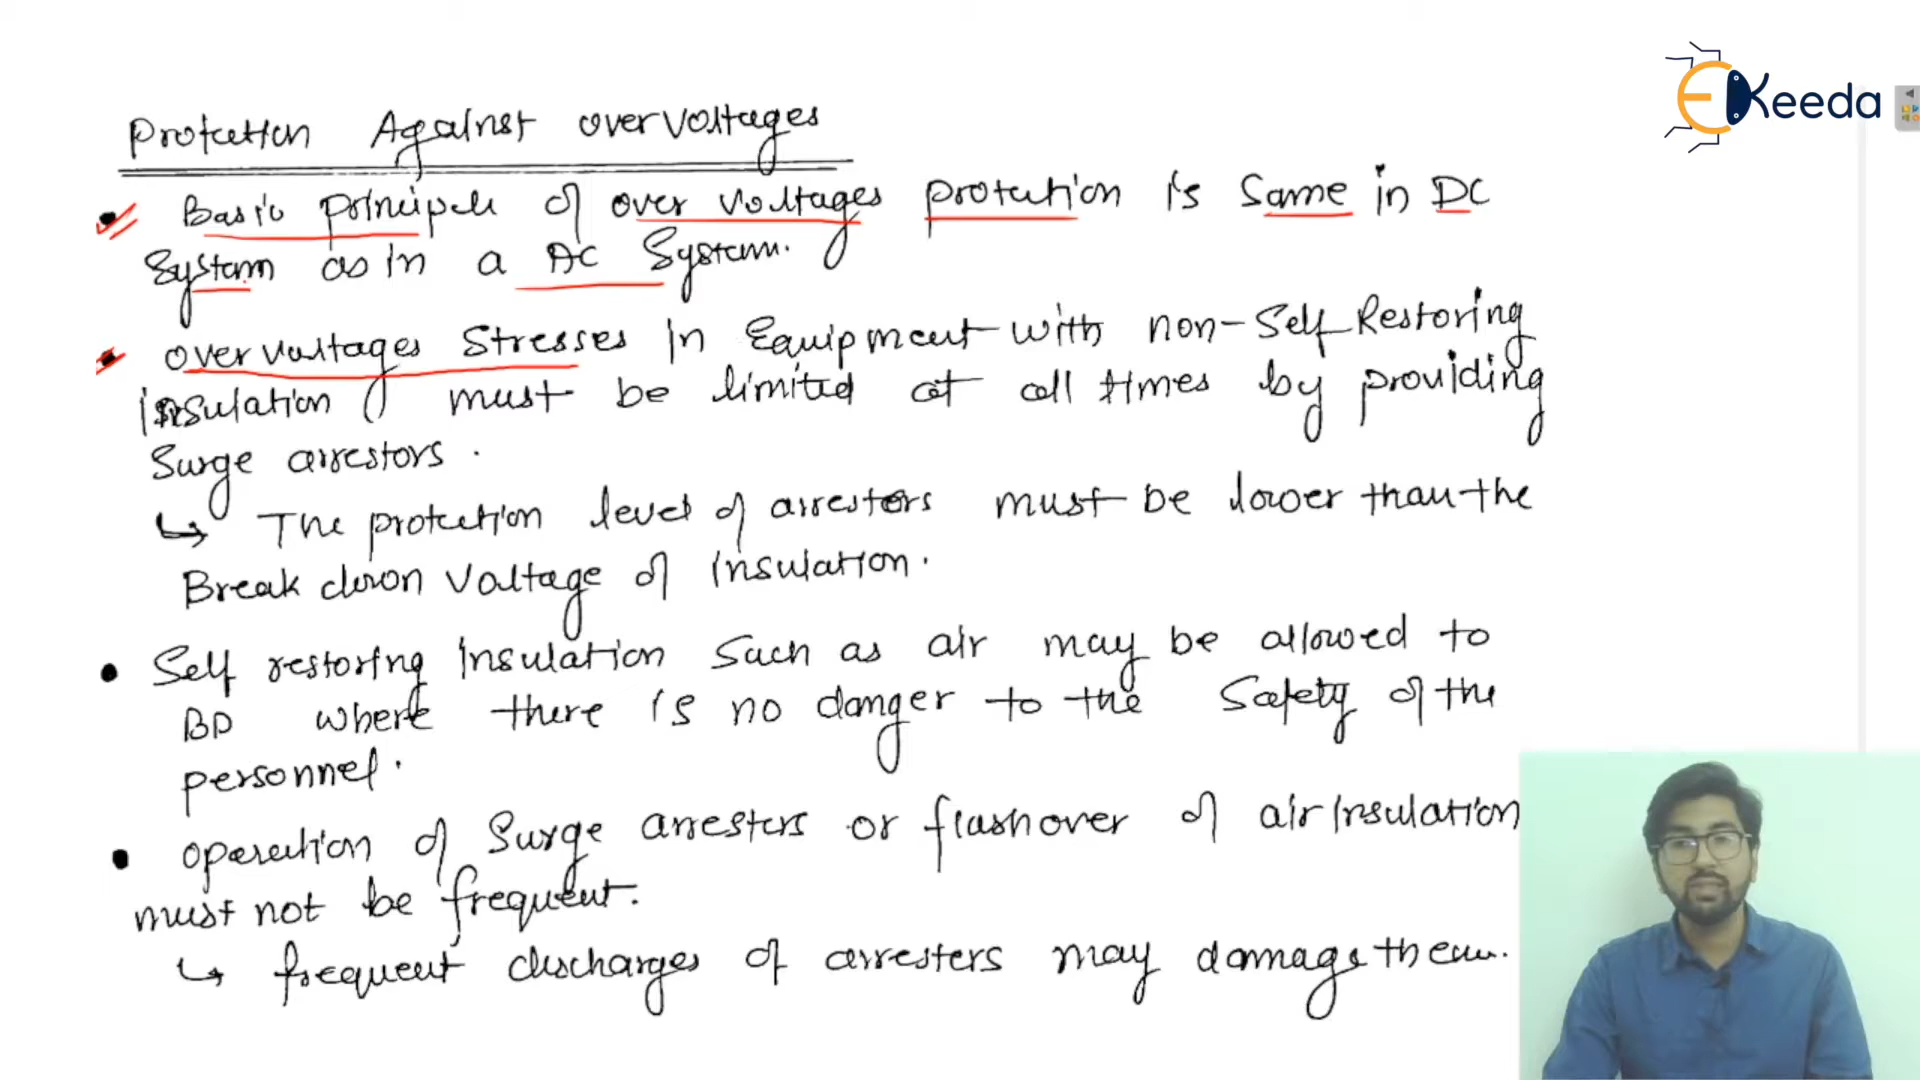 EKeeda
Protection Against overvoltages
• Basic principle of over voltages protection is same in DC
System as in a AC System.
• over voltages Stresses in Equipment with non-Self Restoring
insulation must be limited at all times by providing
Surge arrestors.
↳ The protection level of arrestors must be lower than the
Break down voltage of insulation.
• Self restoring insulation Such as air may be allowed to
BD where there is no danger to the Safety of the
personnel.
• operation of Surge arresters or flashover of air insulation
must not be frequent.
↳ frequent discharges of arresters may damage them.